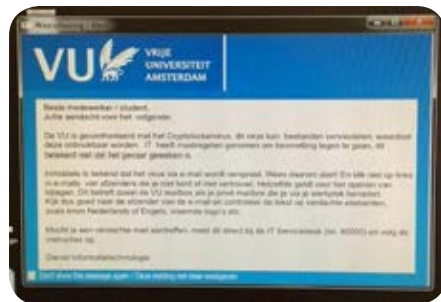 VU
VRIJE
UNIVERSITEIT
AMSTERDAM
Beste medewerker / student,
Jullie aandacht voor het volgende:
De VU is geconfronteerd met het Cryptolockervirus, dit virus kan bestanden versleutelen, waardoor
deze onbruikbaar worden. IT heeft maatregelen genomen om besmetting tegen te gaan, dit
betekent niet dat het gevaar geweken is.
Inmiddels is bekend dat het virus via e-mail wordt verspreid. Wees daarom alert! En klik niet op links
in e-mails van afzenders die je niet kent of niet vertrouwt. Hetzelfde geldt voor het openen van
bijlagen. Dit betreft zowel de VU mailbox als je privé mailbox die je via je werkplek benadert.
Kijk dus goed naar de afzender van de e-mail en controleer de tekst op verdachte elementen,
zoals krom Nederlands of Engels, vreemde logo's etc.
Mocht je een verdachte mail aantreffen, meld dit direct bij de IT Servicedesk (tel. 80000) en volg de
instructies op.
Dienst Informatietechnologie
Don't show this message again / Deze melding niet meer weergeven